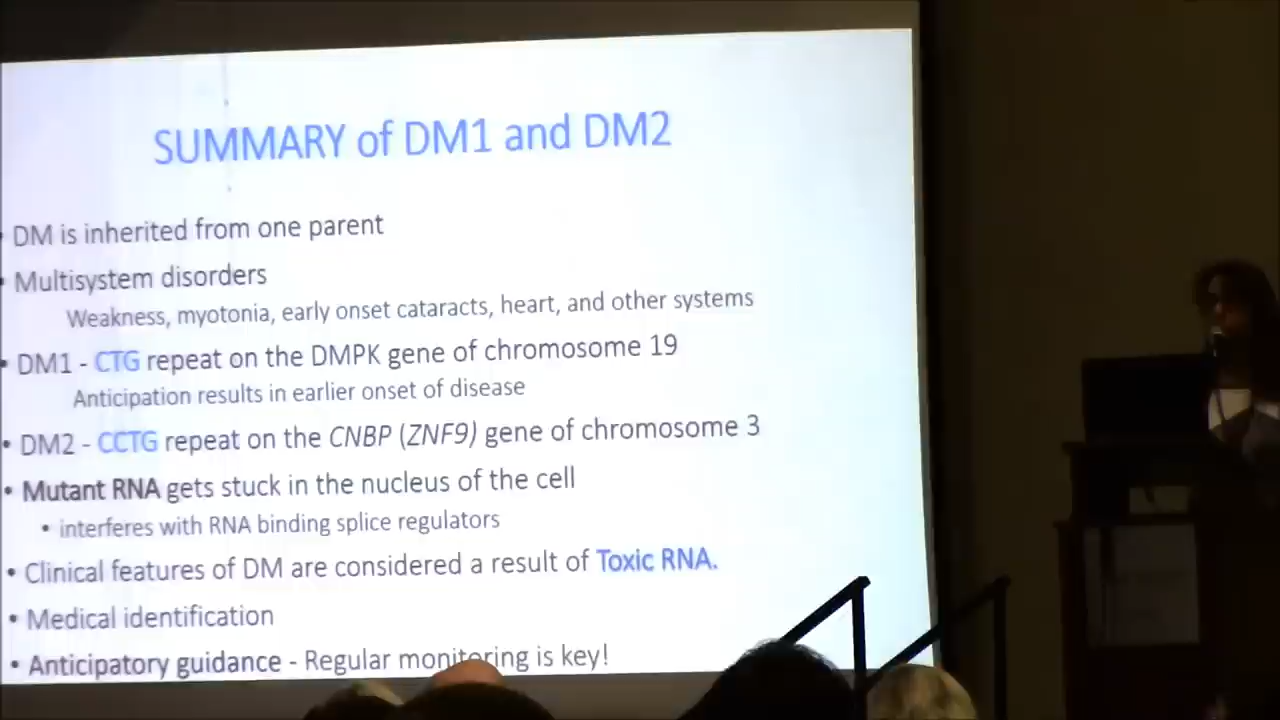 SUMMARY of DM1 and DM2
DM is inherited from one parent
• Multisystem disorders
Weakness, myotonia, early onset cataracts, heart, and other systems
• DM1 - CTG repeat on the DMPK gene of chromosome 19
Anticipation results in earlier onset of disease
• DM2 - CCTG repeat on the CNBP (ZNF9) gene of chromosome 3
• Mutant RNA gets stuck in the nucleus of the cell
• interferes with RNA binding splice regulators
• Clinical features of DM are considered a result of Toxic RNA.
• Medical identification
• Anticipatory guidance - Regular monitoring is key!